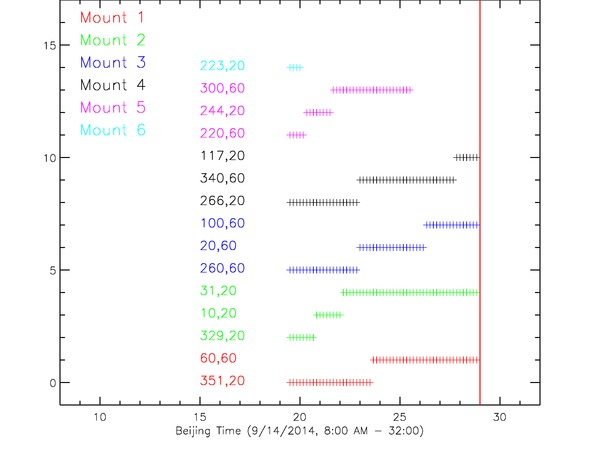 Mount 1
Mount 2
Mount 3
Mount 4
Mount 5
Mount 6
223,20
300,60
244,20
220,60
117,20
340,60
266,20
100,60
20,60
260,60
31,20
10,20
329,20
60,60
351,20
15
10
5
0
10 15 20 25 30
Beijing Time (9/14/2014, 8:00 AM – 32:00)